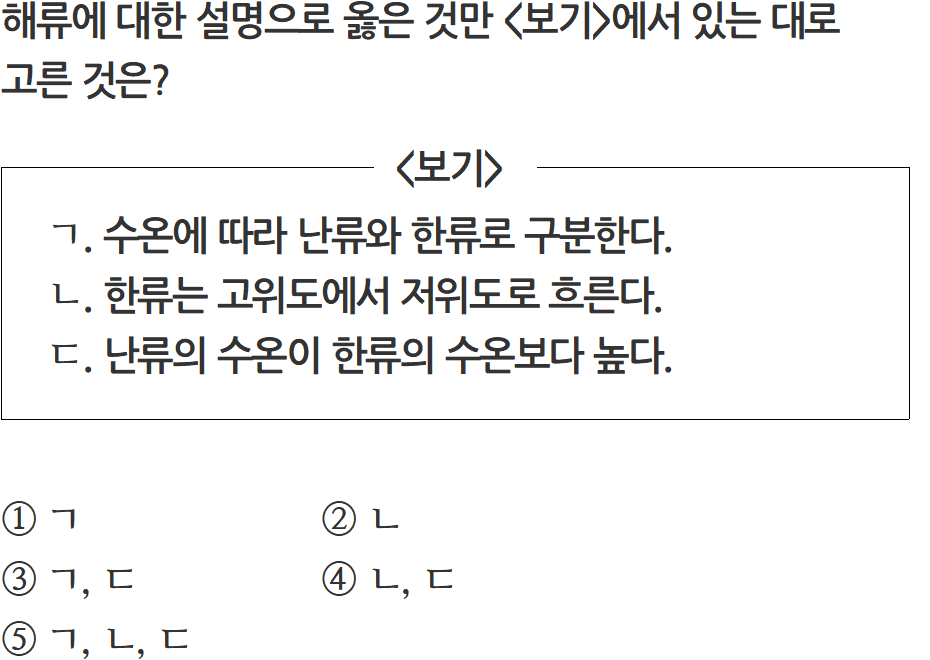 해류에 대한 설명으로 옳은 것만 <보기>에서 있는 대로
고른 것은?
<보기>
ㄱ. 수온에 따라 난류와 한류로 구분한다.
ㄴ. 한류는 고위도에서 저위도로 흐른다.
ㄷ. 난류의 수온이 한류의 수온보다 높다.
① ㄱ ② ㄴ
③ ㄱ, ㄷ ④ ㄴ, ㄷ
⑤ ㄱ, ㄴ, ㄷ